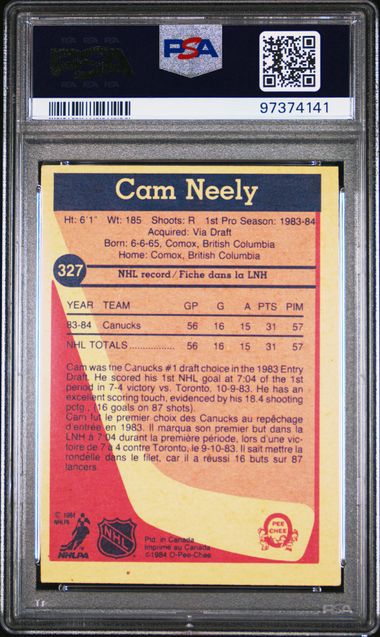 PSA
PSA
97374141
Cam Neely
Ht: 6'1" Wt: 185 Shoots: R 1st Pro Season: 1983-84
Acquired: Via Draft
Born: 6-6-65, Comox, British Columbia
Home: Comox, British Columbia
327
NHL record/Fiche dans la LNH
YEAR TEAM GP G A PTS PIM
83-84 Canucks 56 16 15 31 57
NHL TOTALS 56 16 15 31 57
Cam was the Canucks #1 draft choice in the 1983 Entry
Draft. He scored his 1st NHL goal at 7:04 of the 1st
period in 7-4 victory vs. Toronto, 10-9-83. He has an
excellent scoring touch, evidenced by his 18.4 shooting
pctg., (16 goals on 87 shots).
Cam fut le premier choix des Canucks au repêchage
d'entrée en 1983. Il marqua son premier but dans la
LNH à 7:04 durant la première période, lors d'une vic-
toire de 7 à 4 contre Toronto, le 9-10-83. Il sait mettre la
rondelle dans le filet, car il a réussi 16 buts sur 87
lancers.
© 1984
NHLPA
NHLPA
NHL
Ptd. in Canada
Imprimé au Canada
©1984 O-Pee-Chee
O
PEE
CHEE
PSA